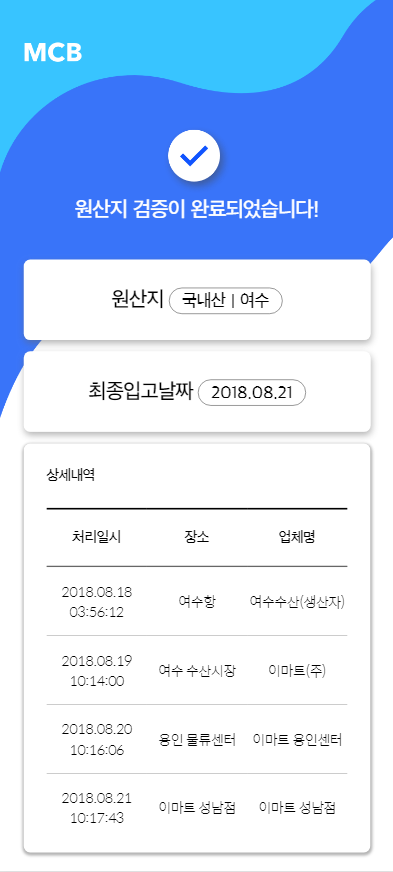 MCB
원산지 검증이 완료되었습니다!
원산지 국내산 | 여수
최종입고날짜 2018.08.21
상세내역
처리일시 장소 업체명
2018.08.18
03:56:12 여수항 여수수산(생산자)
2018.08.19
10:14:00 여수 수산시장 이마트(주)
2018.08.20
10:16:06 용인 물류센터 이마트 용인센터
2018.08.21
10:17:43 이마트 성남점 이마트 성남점